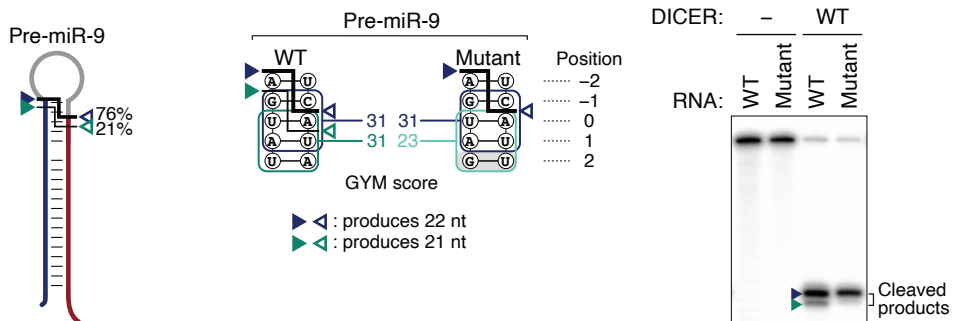 Pre-miR-9
76%
21%
Pre-miR-9
WT Mutant Position
A U A U −2
G C G C −1
U A 31 31 U A 0
A U 31 23 A U 1
U A G U 2
GYM score
: produces 22 nt
: produces 21 nt
DICER: – WT
RNA: WT Mutant WT Mutant
Cleaved
products